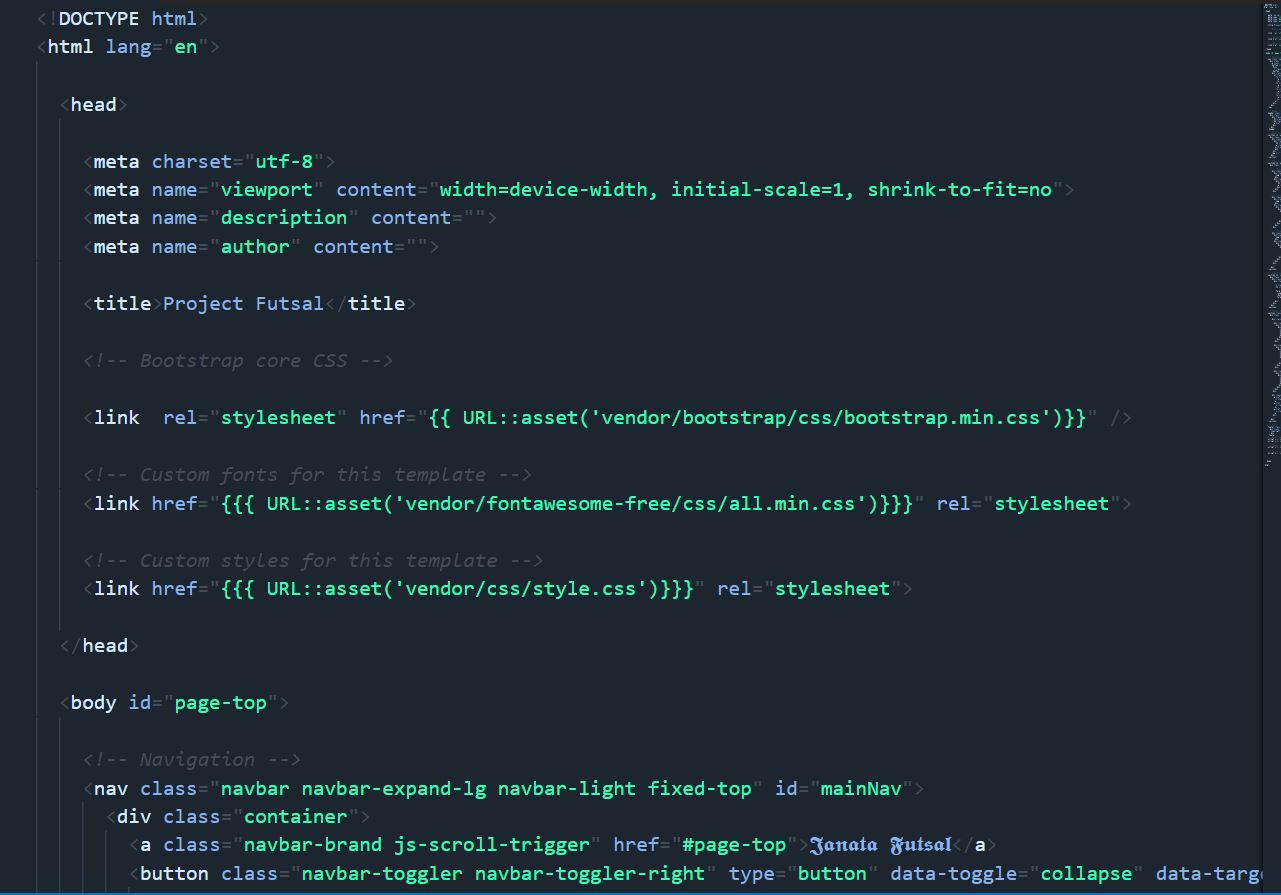 <!DOCTYPE html>
<html lang="en">
<head>
<meta charset="utf-8">
<meta name="viewport" content="width=device-width, initial-scale=1, shrink-to-fit=no">
<meta name="description" content="">
<meta name="author" content="">
<title>Project Futsal</title>
<!-- Bootstrap core CSS -->
<link  rel="stylesheet" href="{{ URL::asset('vendor/bootstrap/css/bootstrap.min.css')}}" />
<!-- Custom fonts for this template -->
<link href="{{{ URL::asset('vendor/fontawesome-free/css/all.min.css')}}}" rel="stylesheet">
<!-- Custom styles for this template -->
<link href="{{{ URL::asset('vendor/css/style.css')}}}" rel="stylesheet">
</head>
<body id="page-top">
<!-- Navigation -->
<nav class="navbar navbar-expand-lg navbar-light fixed-top" id="mainNav">
<div class="container">
<a class="navbar-brand js-scroll-trigger" href="#page-top">𝕵𝖆𝖓𝖆𝖙𝖆 𝕱𝖚𝖙𝖘𝖆𝖑</a>
<button class="navbar-toggler navbar-toggler-right" type="button" data-toggle="collapse" data-targe